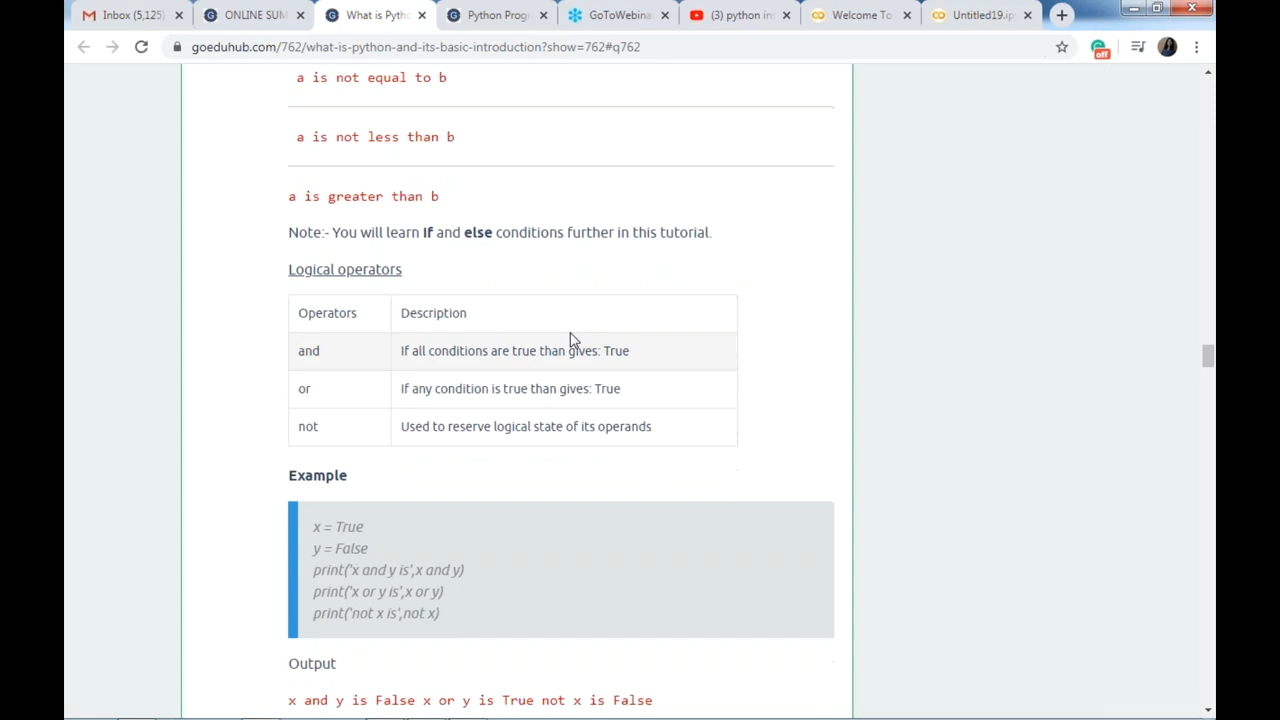 Inbox (5,125)
ONLINE SUM
What is Pyth
Python Prog
GoToWebina
(3) python in
Welcome To
Untitled19.ip
goeduhub.com/762/what-is-python-and-its-basic-introduction?show=762#q762
off
a is not equal to b
a is not less than b
a is greater than b
Note:- You will learn If and else conditions further in this tutorial.
Logical operators
Operators Description
and If all conditions are true than gives: True
or If any condition is true than gives: True
not Used to reserve logical state of its operands
Example
x = True
y = False
print('x and y is',x and y)
print('x or y is',x or y)
print('not x is',not x)
Output
x and y is False x or y is True not x is False